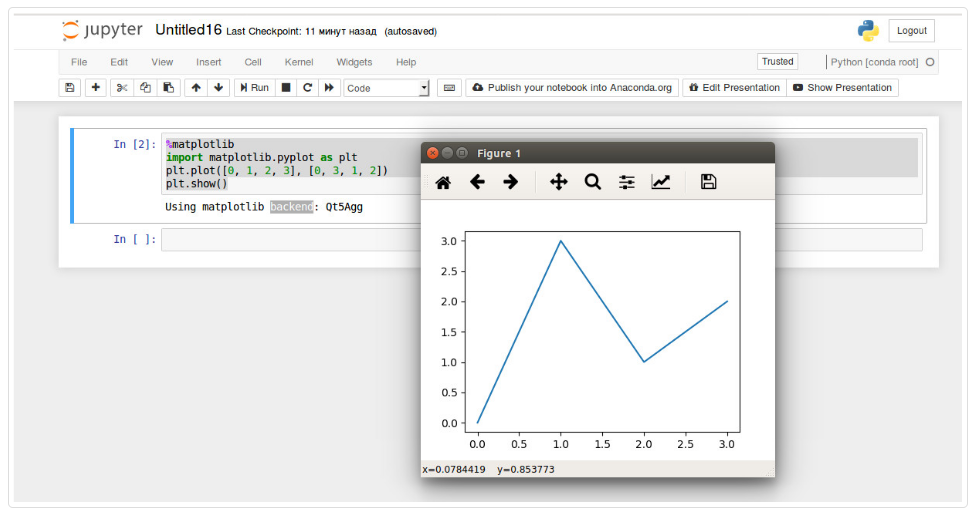 jupyter Untitled16 Last Checkpoint: 11 минут назад (autosaved)
Logout
File Edit View Insert Cell Kernel Widgets Help
Trusted
Python [conda root]
Run
Code
Publish your notebook into Anaconda.org
Edit Presentation
Show Presentation
In [2]:
%matplotlib
import matplotlib.pyplot as plt
plt.plot([0, 1, 2, 3], [0, 3, 1, 2])
plt.show()
Using matplotlib backend: Qt5Agg
In [ ]:
Figure 1
3.0
2.5
2.0
1.5
1.0
0.5
0.0
0.0 0.5 1.0 1.5 2.0 2.5 3.0
x=0.0784419 y=0.853773